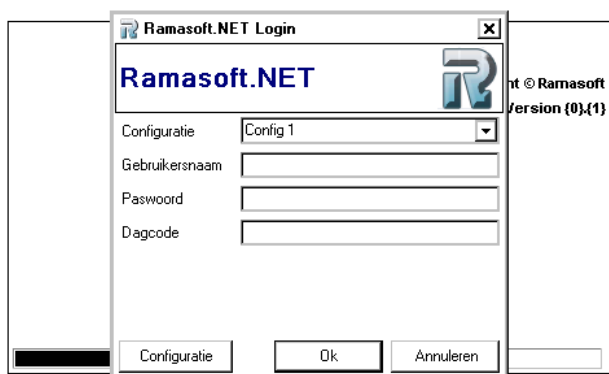 Ramasoft.NET Login
Ramasoft.NET
nt © Ramasoft
Version {0}.{1}
Configuratie
Config 1
Gebruikersnaam
Paswoord
Dagcode
Configuratie
Ok
Annuleren